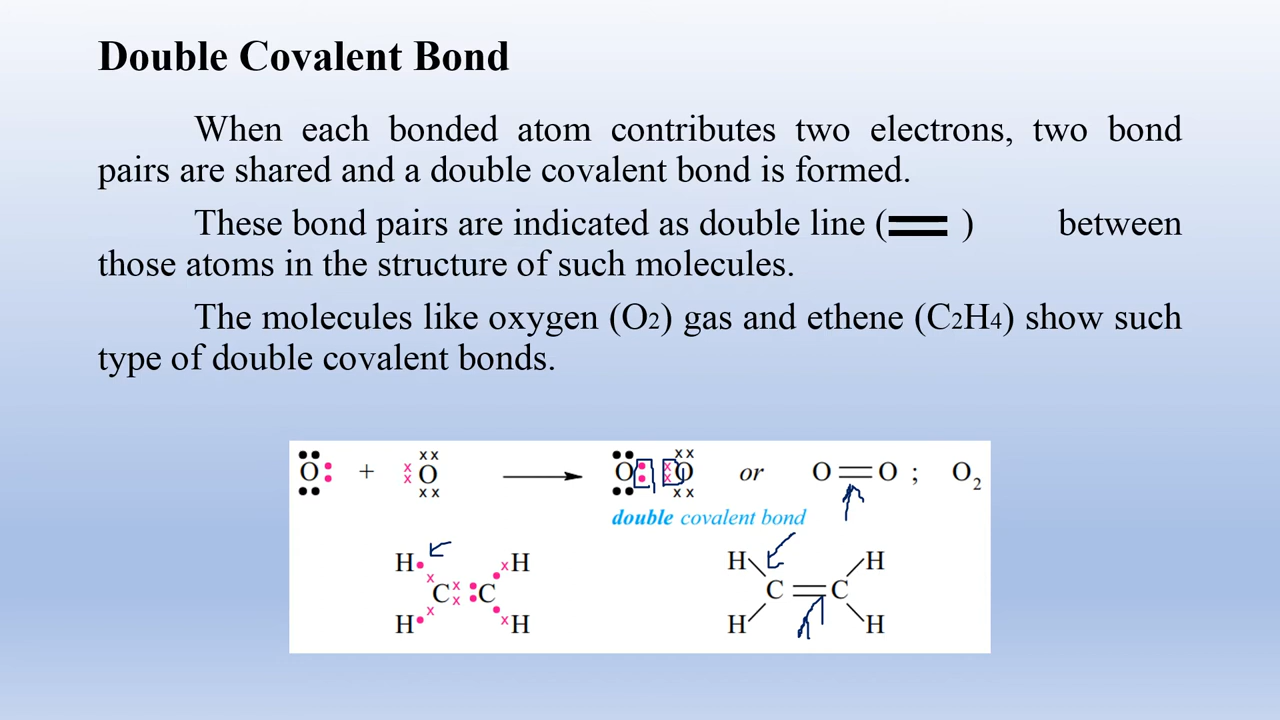 Double Covalent Bond
When each bonded atom contributes two electrons, two bond
pairs are shared and a double covalent bond is formed.
These bond pairs are indicated as double line ( ═ ) between
those atoms in the structure of such molecules.
The molecules like oxygen (O2) gas and ethene (C2H4) show such
type of double covalent bonds.
O + O → O O or O═O ; O2
double covalent bond
H H H H
C C C═C
H H H H